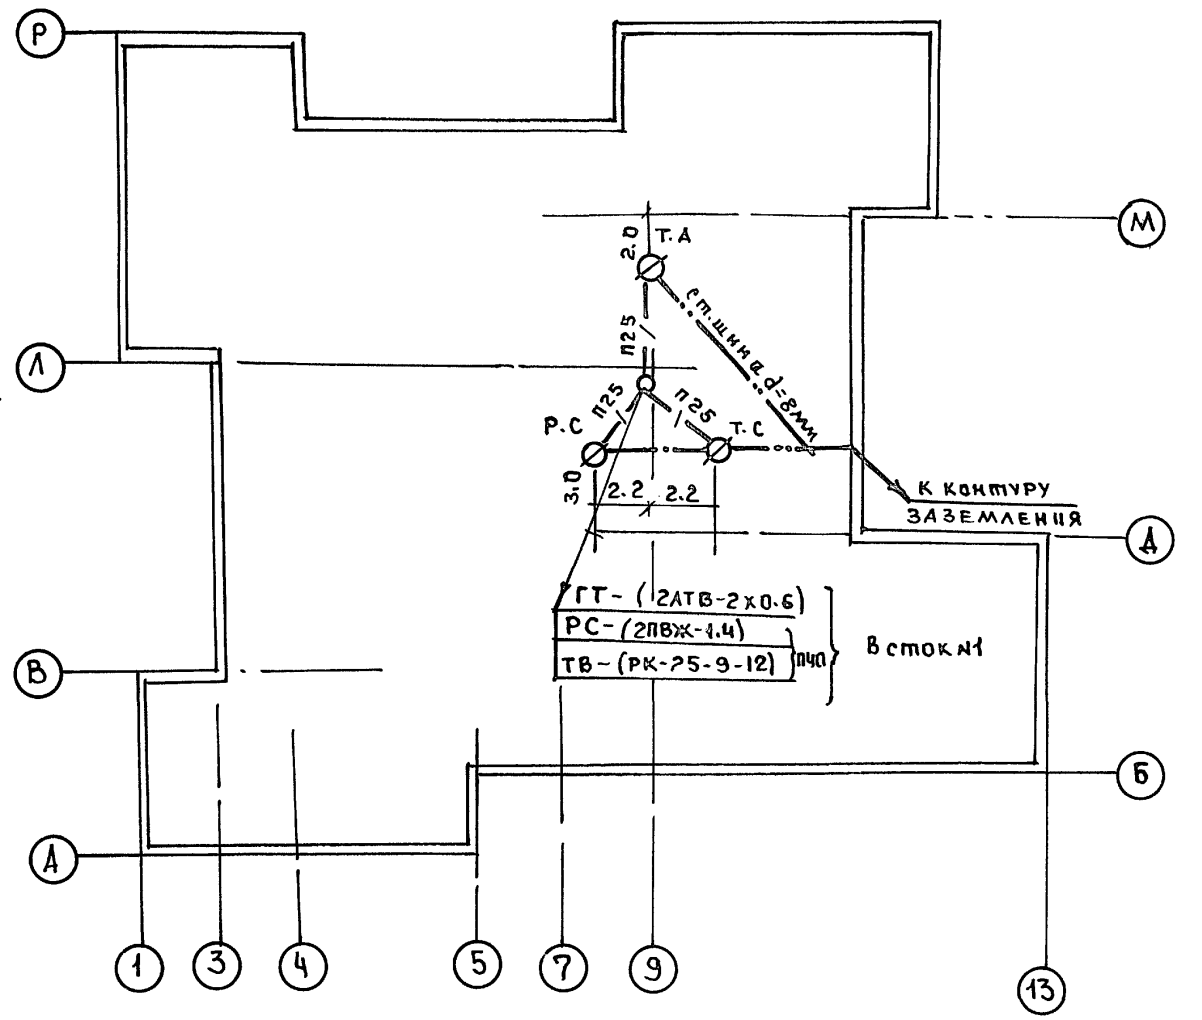 Р
М
2.0
Т.А
ст.шина d=8мм
П25
Л
П25
П25
Р.С
Т.С
3.0
2.2
2.2
К КОНТУРУ
ЗАЗЕМЛЕНИЯ
Д
ГТ-(2АТВ-2х0.6)
РС-(2ПВЖ-1.4)
ТВ-(РК-75-9-12)
ПЧП
В СТОК №1
В
Б
А
1
3
4
5
7
9
13